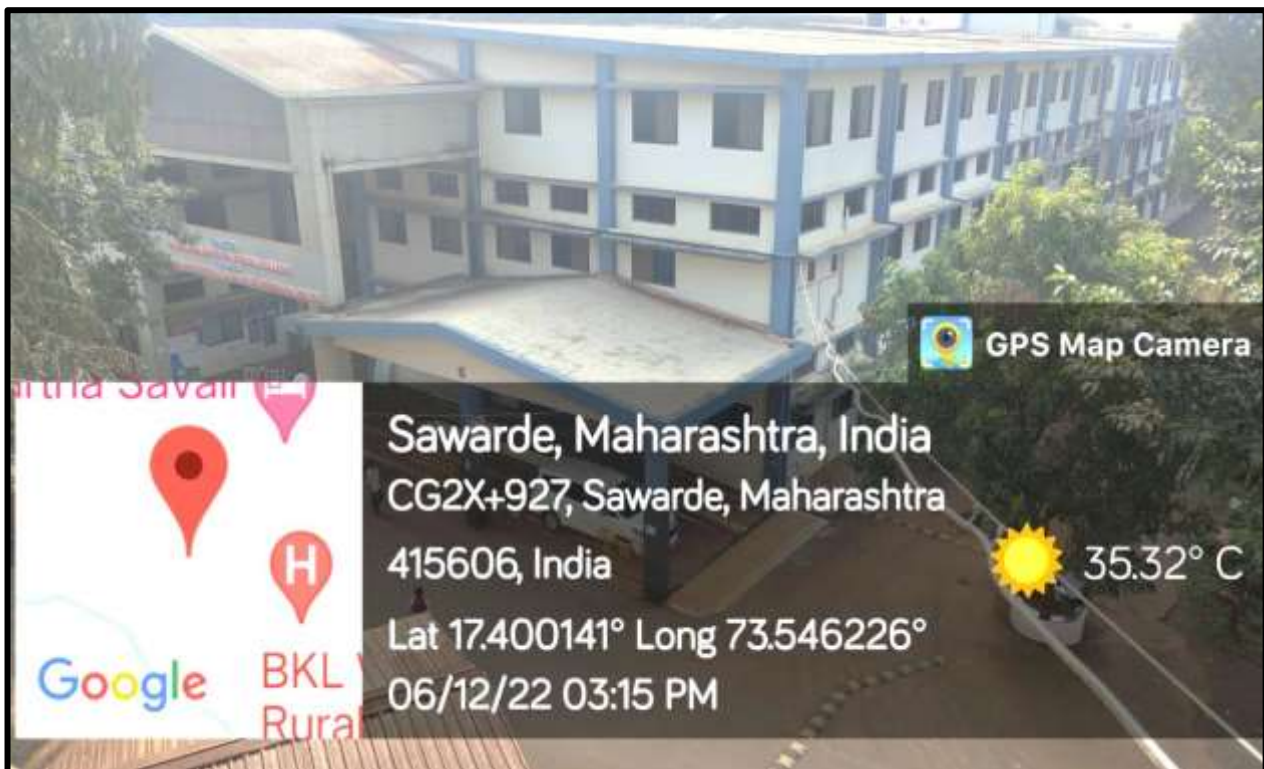 GPS Map Camera
Savali
Sawarde, Maharashtra, India
CG2X+927, Sawarde, Maharashtra
415606, India
35.32° C
Lat 17.400141° Long 73.546226°
06/12/22 03:15 PM
H
Google
BKL
Rural